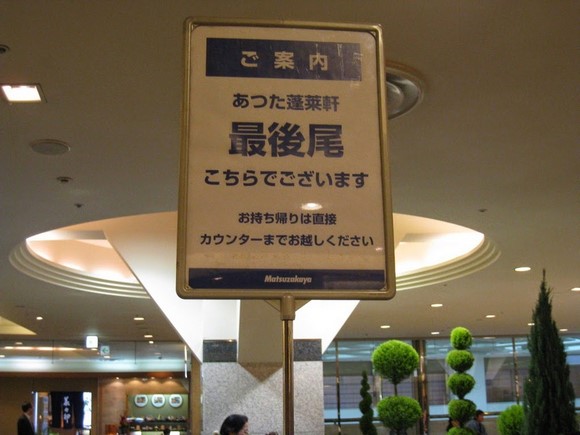 ご案内
あつた蓬莱軒
最後尾
こちらでございます
お持ち帰りは直接
カウンターまでお越しください
Matsuzakaya